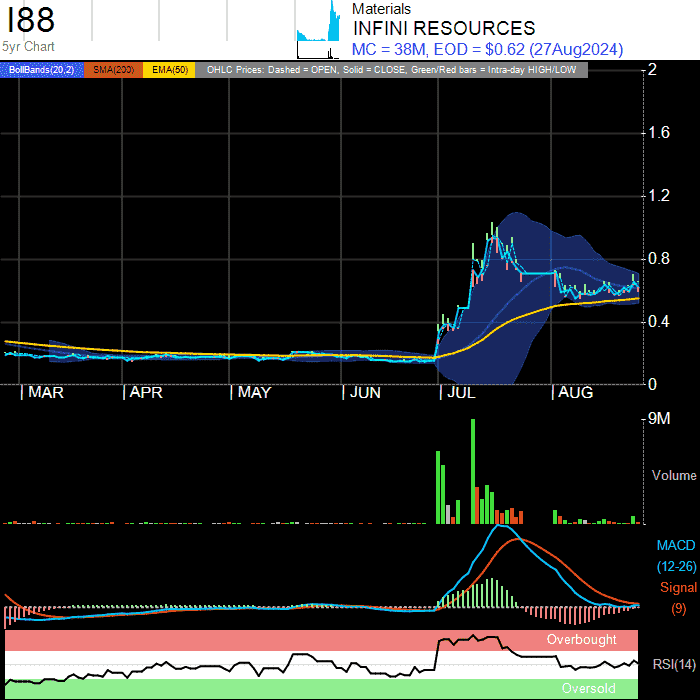 I88
5yr Chart
Materials
INFINI RESOURCES
MC = 38M, EOD = $0.62 (27Aug2024)
BollBands(20,2) SMA(200) EMA(50) OHLC Prices: Dashed = OPEN, Solid = CLOSE, Green/Red bars = Intra-day HIGH/LOW
2
1.6
1.2
0.8
0.4
0
MAR APR MAY JUN JUL AUG
9M
Volume
MACD
(12-26)
Signal
(9)
Overbought
RSI(14)
Oversold